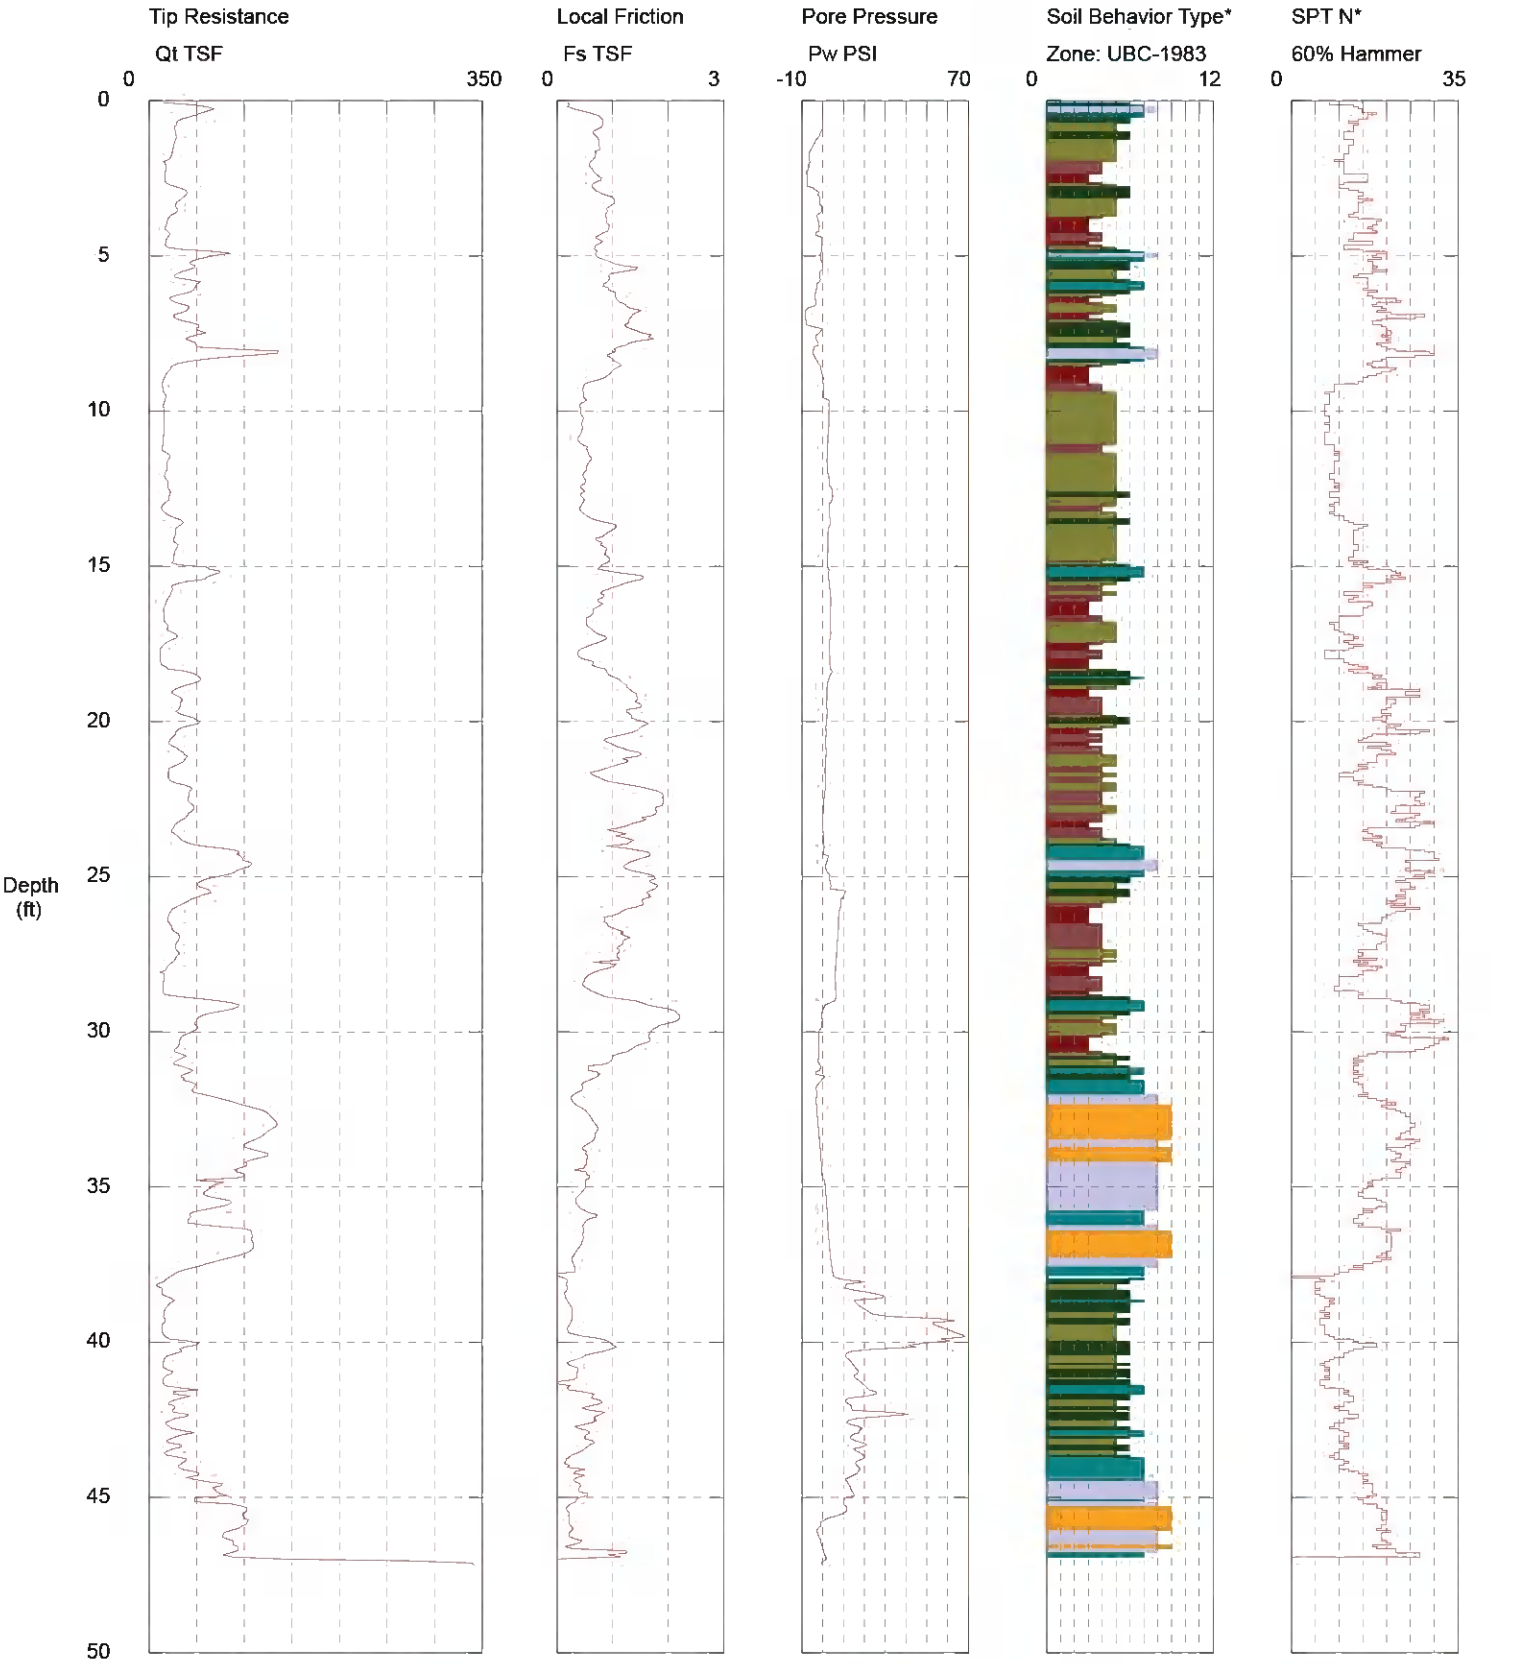 Tip Resistance Local Friction Pore Pressure Soil Behavior Type* SPT N*
Qt TSF Fs TSF Pw PSI Zone: UBC-1983 60% Hammer
0 350 0 3 -10 70 0 12 0 35
0
5
10
15
20
25
Depth
(ft)
30
35
40
45
50